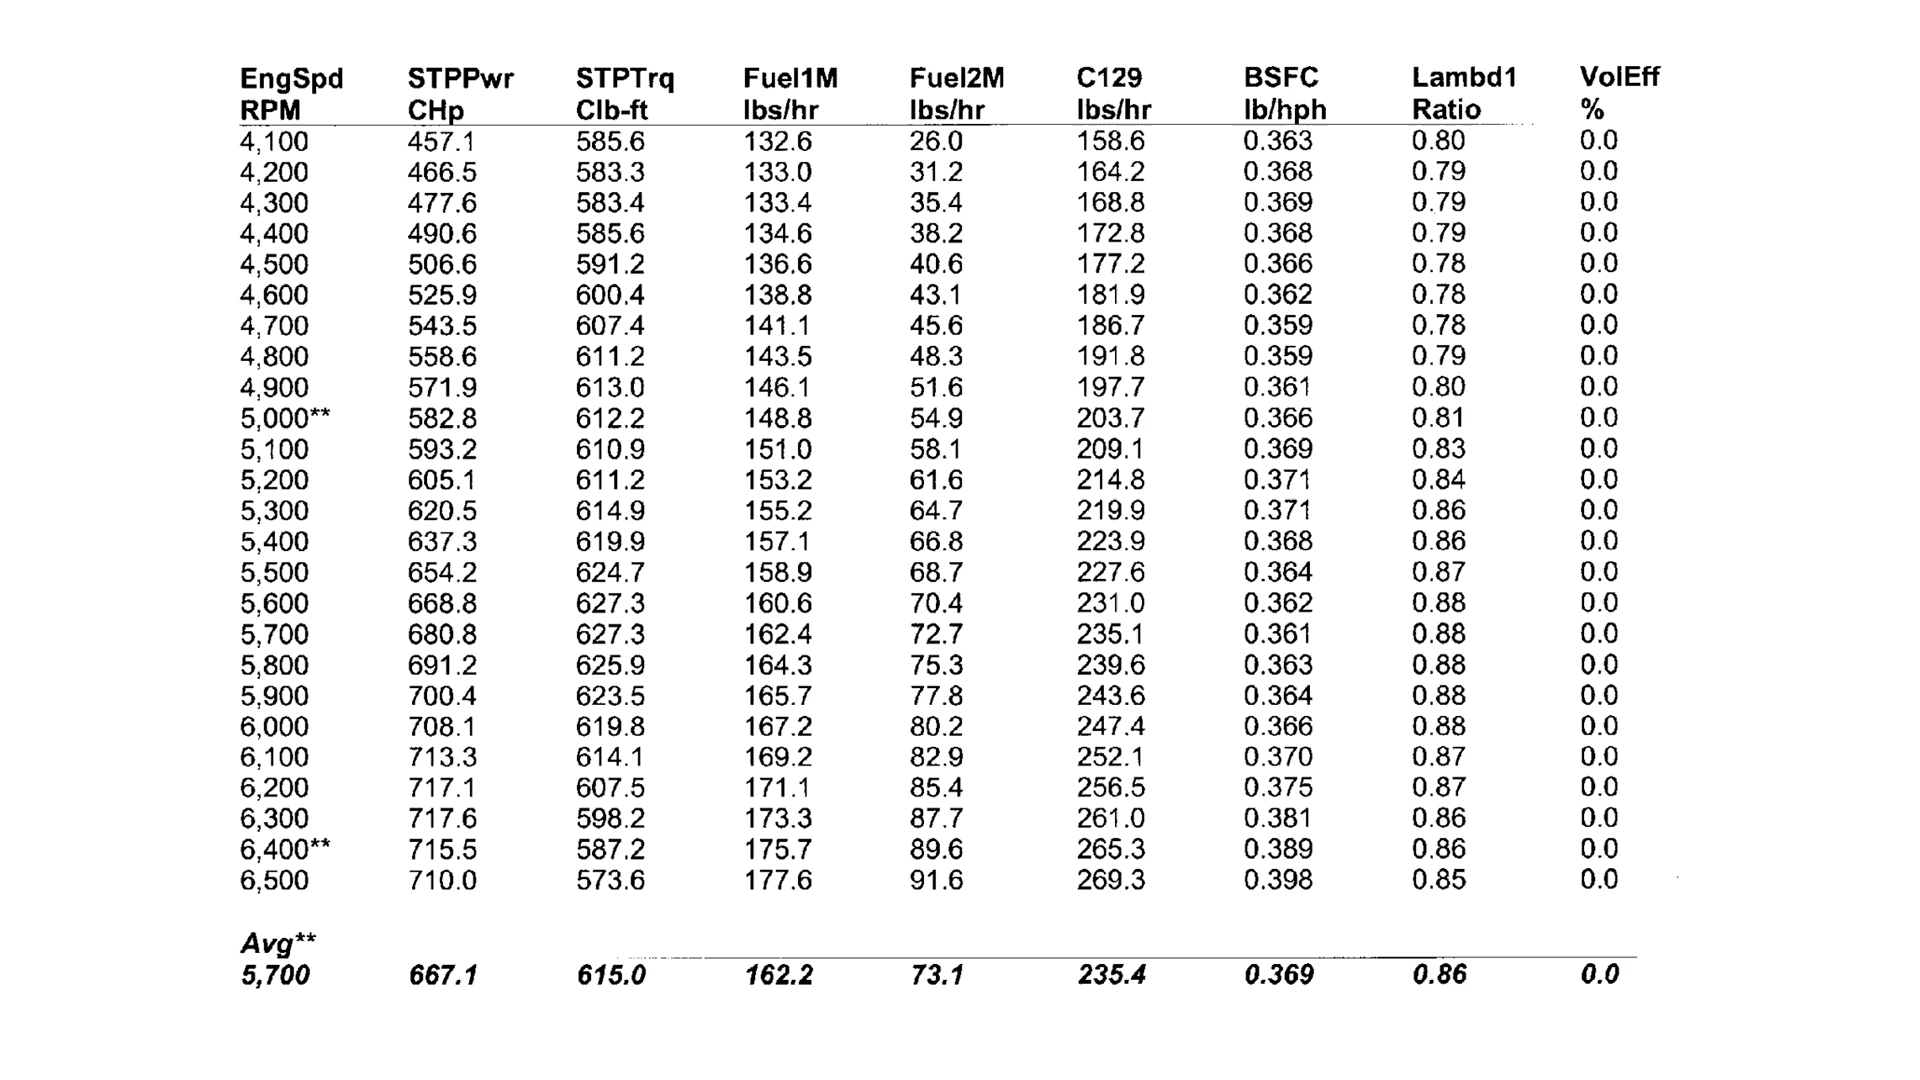 EngSpd STPPwr STPTrq Fuel1M Fuel2M C129 BSFC Lambd1 VolEff
RPM CHp Clb-ft lbs/hr lbs/hr lbs/hr lb/hph Ratio %
4,100 457.1 585.6 132.6 26.0 158.6 0.363 0.80 0.0
4,200 466.5 583.3 133.0 31.2 164.2 0.368 0.79 0.0
4,300 477.6 583.4 133.4 35.4 168.8 0.369 0.79 0.0
4,400 490.6 585.6 134.6 38.2 172.8 0.368 0.79 0.0
4,500 506.6 591.2 136.6 40.6 177.2 0.366 0.78 0.0
4,600 525.9 600.4 138.8 43.1 181.9 0.362 0.78 0.0
4,700 543.5 607.4 141.1 45.6 186.7 0.359 0.78 0.0
4,800 558.6 611.2 143.5 48.3 191.8 0.359 0.79 0.0
4,900 571.9 613.0 146.1 51.6 197.7 0.361 0.80 0.0
5,000** 582.8 612.2 148.8 54.9 203.7 0.366 0.81 0.0
5,100 593.2 610.9 151.0 58.1 209.1 0.369 0.83 0.0
5,200 605.1 611.2 153.2 61.6 214.8 0.371 0.84 0.0
5,300 620.5 614.9 155.2 64.7 219.9 0.371 0.86 0.0
5,400 637.3 619.9 157.1 66.8 223.9 0.368 0.86 0.0
5,500 654.2 624.7 158.9 68.7 227.6 0.364 0.87 0.0
5,600 668.8 627.3 160.6 70.4 231.0 0.362 0.88 0.0
5,700 680.8 627.3 162.4 72.7 235.1 0.361 0.88 0.0
5,800 691.2 625.9 164.3 75.3 239.6 0.363 0.88 0.0
5,900 700.4 623.5 165.7 77.8 243.6 0.364 0.88 0.0
6,000 708.1 619.8 167.2 80.2 247.4 0.366 0.88 0.0
6,100 713.3 614.1 169.2 82.9 252.1 0.370 0.87 0.0
6,200 717.1 607.5 171.1 85.4 256.5 0.375 0.87 0.0
6,300 717.6 598.2 173.3 87.7 261.0 0.381 0.86 0.0
6,400** 715.5 587.2 175.7 89.6 265.3 0.389 0.86 0.0
6,500 710.0 573.6 177.6 91.6 269.3 0.398 0.85 0.0
Avg**
5,700 667.1 615.0 162.2 73.1 235.4 0.369 0.86 0.0